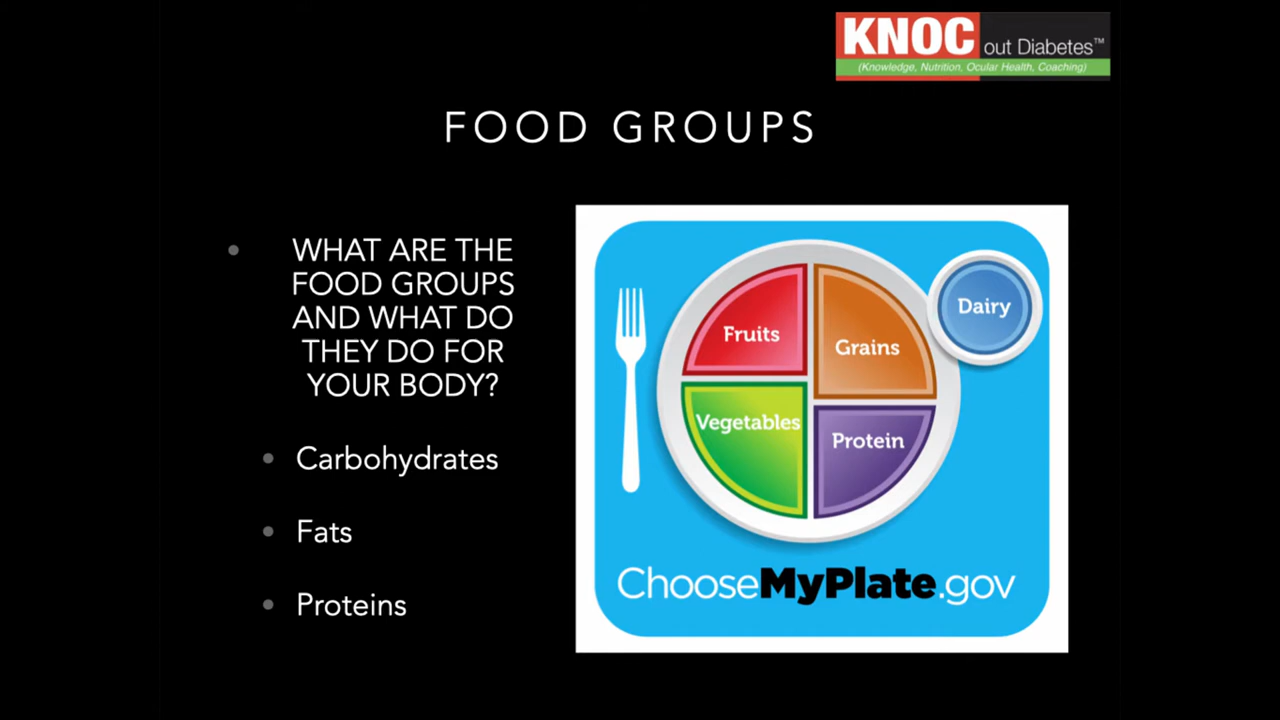 KNOC out Diabetes™
(Knowledge, Nutrition, Ocular Health, Coaching)
FOOD GROUPS
• WHAT ARE THE
FOOD GROUPS
AND WHAT DO
THEY DO FOR
YOUR BODY?
• Carbohydrates
• Fats
• Proteins
Fruits
Grains
Dairy
Vegetables
Protein
ChooseMyPlate.gov